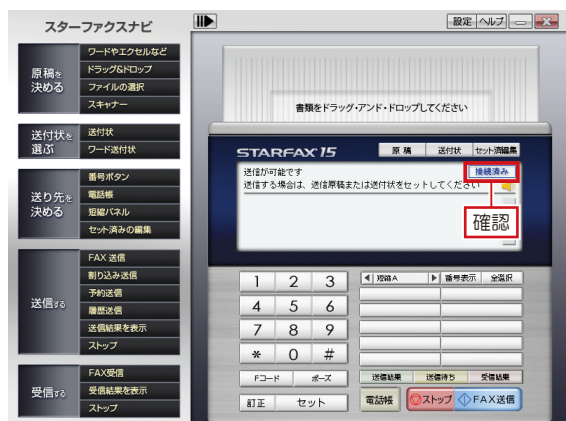 スターファクスナビ
設定 ヘルプ
原稿を
決める
ワードやエクセルなど
ドラッグ&ドロップ
ファイルの選択
スキャナー
送付状を
選ぶ
送付状
ワード送付状
送り先を
決める
番号ボタン
電話帳
短縮パネル
セット済みの編集
送信する
FAX 送信
割り込み送信
予約送信
履歴送信
送信結果を表示
ストップ
受信する
FAX受信
受信結果を表示
ストップ
書類をドラッグ・アンド・ドロップしてください
STARFAX 15
原 稿 送付状 セット済編集
送信が可能です
接続済み
送信する場合は、送信原稿または送付状をセットしてください
確認
1 2 3
4 5 6
7 8 9
* 0 #
Fコード ポーズ
訂正 セット
短縮A 番号表示 全選択
送信結果 送信待ち 受信結果
電話帳 ストップ FAX送信